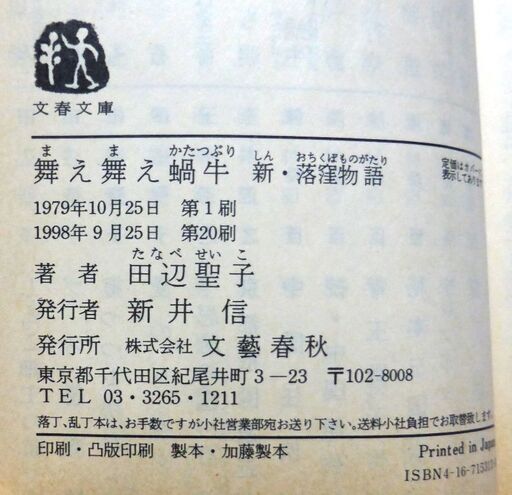 文春文庫
ま ま かたつぶり しん おちくぼものがたり
舞え舞え蝸牛 新・落窪物語
定価はカバーに
表示してあります
1979年10月25日 第1刷
1998年9月25日 第20刷
たなべ せいこ
著者 田辺聖子
発行者 新井信
発行所 株式会社 文藝春秋
東京都千代田区紀尾井町3―23 〒102-8008
TEL 03・3265・1211
落丁、乱丁本は、お手数ですが小社営業部宛お送り下さい。送料小社負担でお取替致します。
印刷・凸版印刷 製本・加藤製本
Printed in Japan
ISBN4-16-7153